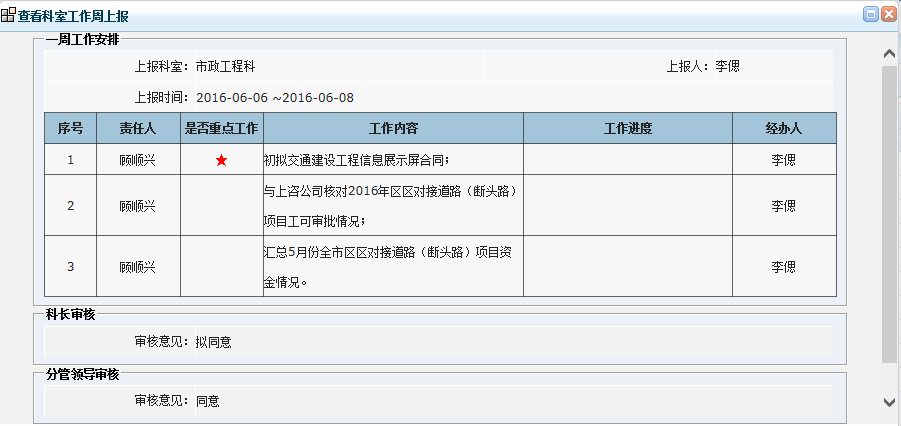 查看科室工作周上报
一周工作安排
上报科室： 市政工程科 上报人： 李偲
上报时间： 2016-06-06 ~2016-06-08
序号 责任人 是否重点工作 工作内容 工作进度 经办人
1 顾顺兴 ★ 初拟交通建设工程信息展示屏合同； 李偲
与上咨公司核对2016年区区对接道路（断头路）
2 顾顺兴 李偲
项目工可审批情况；
汇总5月份全市区区对接道路（断头路）项目资
3 顾顺兴 李偲
金情况。
科长审核
审核意见： 拟同意
分管领导审核
审核意见： 同意